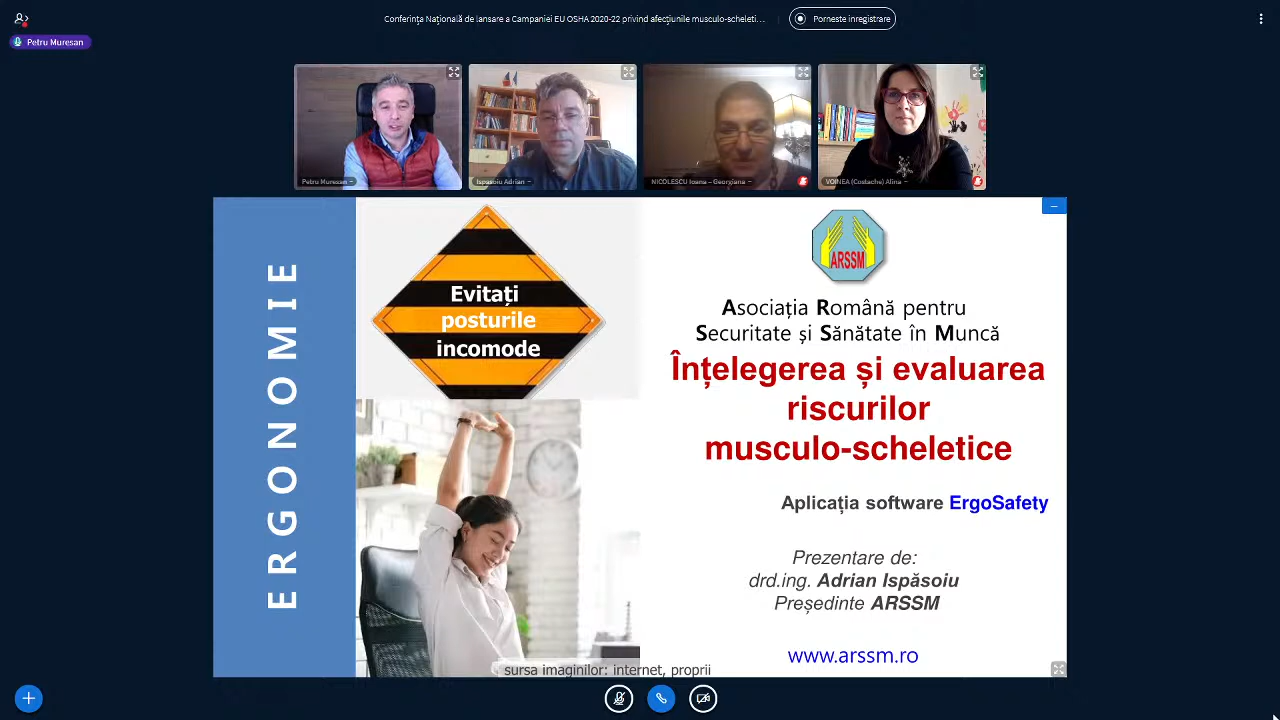 Conferința Națională de lansare a Campaniei EU OSHA 2020-22 privind afecțiunile musculo-scheleti...
Porneste inregistrare
Petru Muresan
Petru Muresan
Ispasoiu Adrian
NICOLESCU Ioana - Georgiana
VOINEA (Costache) Alina
ERGONOMIE
Evitați
posturile
incomode
ARSSM
Asociația Română pentru
Securitate și Sănătate în Muncă
Înțelegerea și evaluarea
riscurilor
musculo-scheletice
Aplicația software ErgoSafety
Prezentare de:
drd.ing. Adrian Ispăsoiu
Președinte ARSSM
www.arssm.ro
sursa imaginilor: internet, proprii